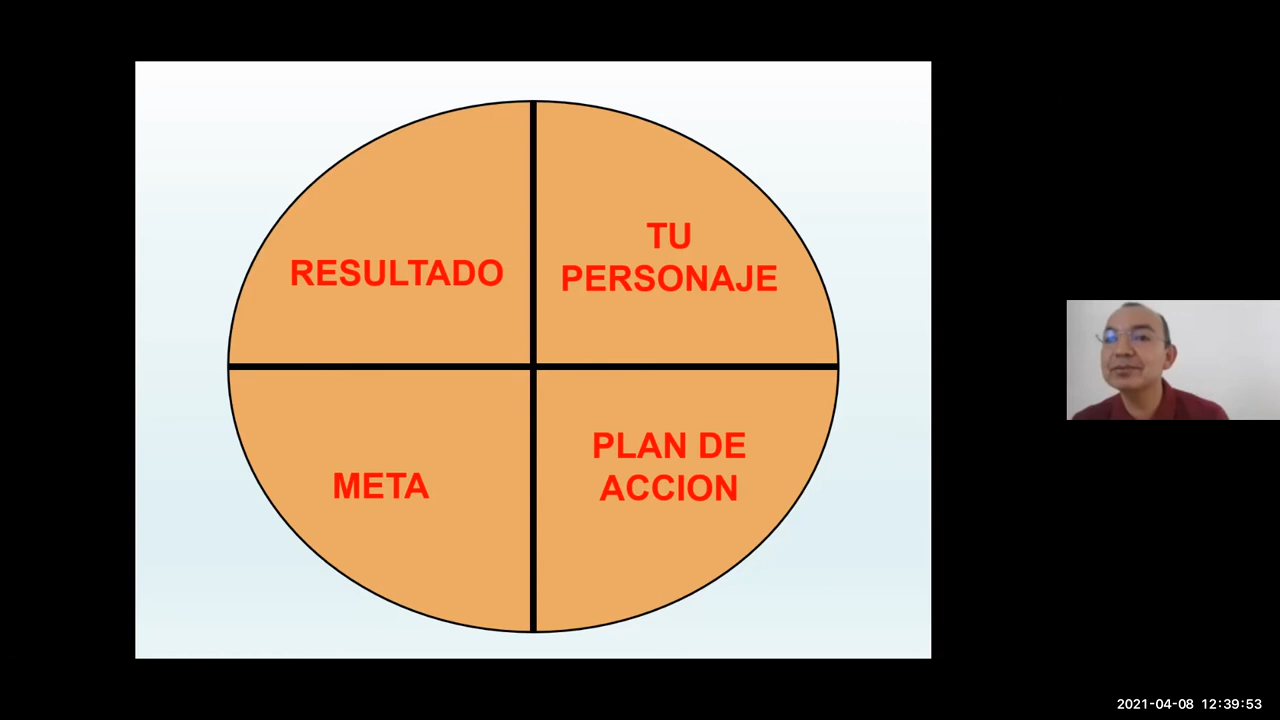 RESULTADO
TU
PERSONAJE
META
PLAN DE
ACCION
2021-04-08 12:39:53